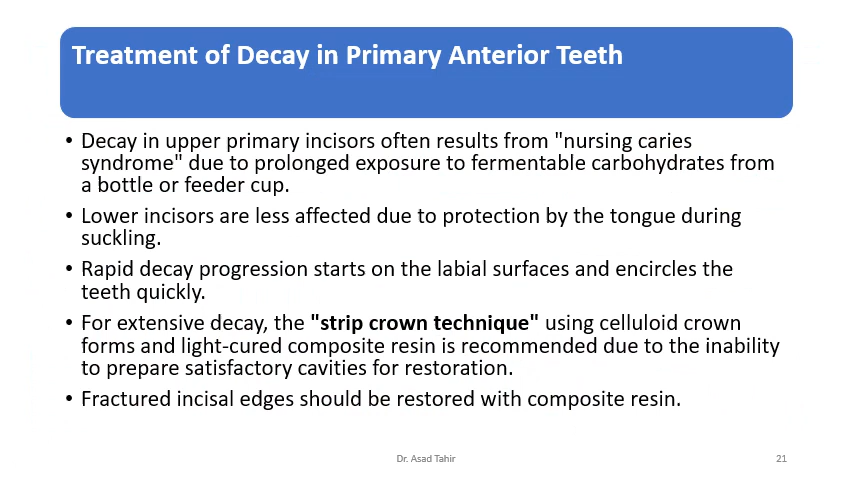 Treatment of Decay in Primary Anterior Teeth
• Decay in upper primary incisors often results from "nursing caries
syndrome" due to prolonged exposure to fermentable carbohydrates from
a bottle or feeder cup.
• Lower incisors are less affected due to protection by the tongue during
suckling.
• Rapid decay progression starts on the labial surfaces and encircles the
teeth quickly.
• For extensive decay, the "strip crown technique" using celluloid crown
forms and light-cured composite resin is recommended due to the inability
to prepare satisfactory cavities for restoration.
• Fractured incisal edges should be restored with composite resin.
Dr. Asad Tahir
21